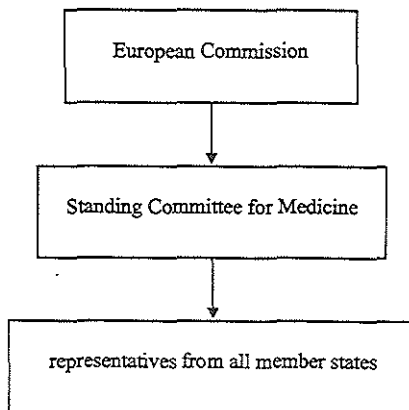 European Commission
Standing Committee for Medicine
representatives from all member states